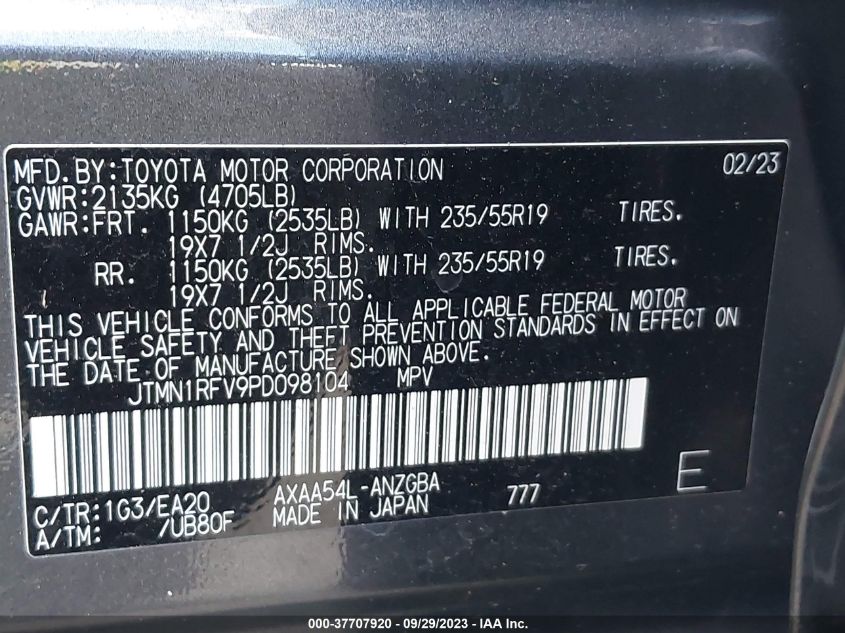 MFD.BY:TOYOTA MOTOR CORPORATION 02/23
GVWR:2135KG (4705LB)
GAWR:FRT. 1150KG (2535LB) WITH 235/55R19 TIRES.
19X7 1/2J RIMS.
RR. 1150KG (2535LB) WITH 235/55R19 TIRES.
19X7 1/2J RIMS.
THIS VEHICLE CONFORMS TO ALL APPLICABLE FEDERAL MOTOR
VEHICLE SAFETY AND THEFT PREVENTION STANDARDS IN EFFECT ON
THE DATE OF MANUFACTURE SHOWN ABOVE.
JTMN1RFV9PD098104 MPV
C/TR:1G3/EA20 AXAA54L-ANZGBA 777 E
A/TM: /UB80F MADE IN JAPAN
000-37707920 / 09/29/2023 - IAA Inc.